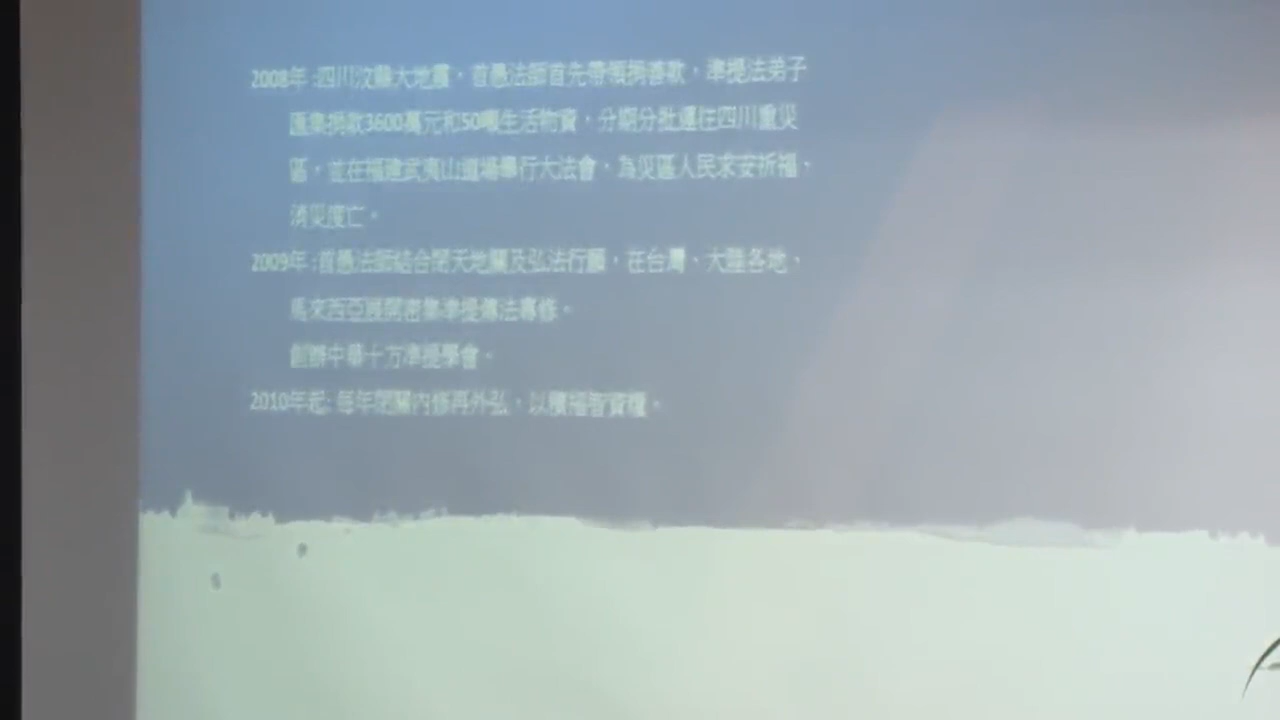 2008年:四川汶縣大地震，首愚法師首先帶領捐善款，準提法弟子
匯集捐款3600萬元和50噸生活物資，分期分批運往四川重災
區，並在福建武夷山道場舉行大法會，為災區人民求安祈福、
消災度亡。
2009年:首愚法師結合閉天地關及弘法行願，在台灣、大陸各地、
馬來西亞展開密集準提傳法專修。
創辦中華十方準提學會。
2010年起:每年閉關內修再外弘，以積福智資糧。